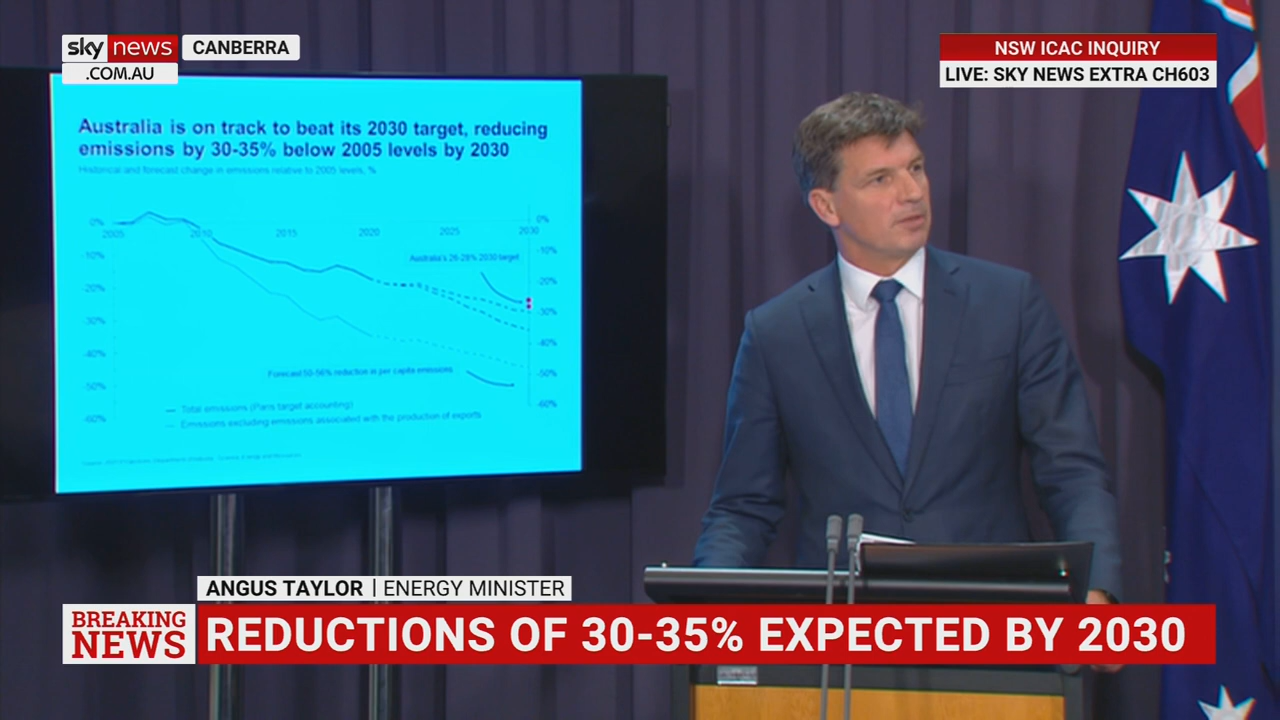 sky news
.COM.AU
CANBERRA
NSW ICAC INQUIRY
LIVE: SKY NEWS EXTRA CH603
Australia is on track to beat its 2030 target, reducing
emissions by 30-35% below 2005 levels by 2030
Historical and forecast change in emissions relative to 2005 levels, %
0%
2005
2010
2015
2020
2025
2030
0%
-10%
-20%
-30%
-40%
-50%
-60%
-10%
-20%
-30%
-40%
-50%
-60%
Australia's 26-28% 2030 target
Forecast 50-56% reduction in per capita emissions
Total emissions (Paris target accounting)
Emissions excluding emissions associated with the production of exports
ANGUS TAYLOR | ENERGY MINISTER
BREAKING
NEWS
REDUCTIONS OF 30-35% EXPECTED BY 2030